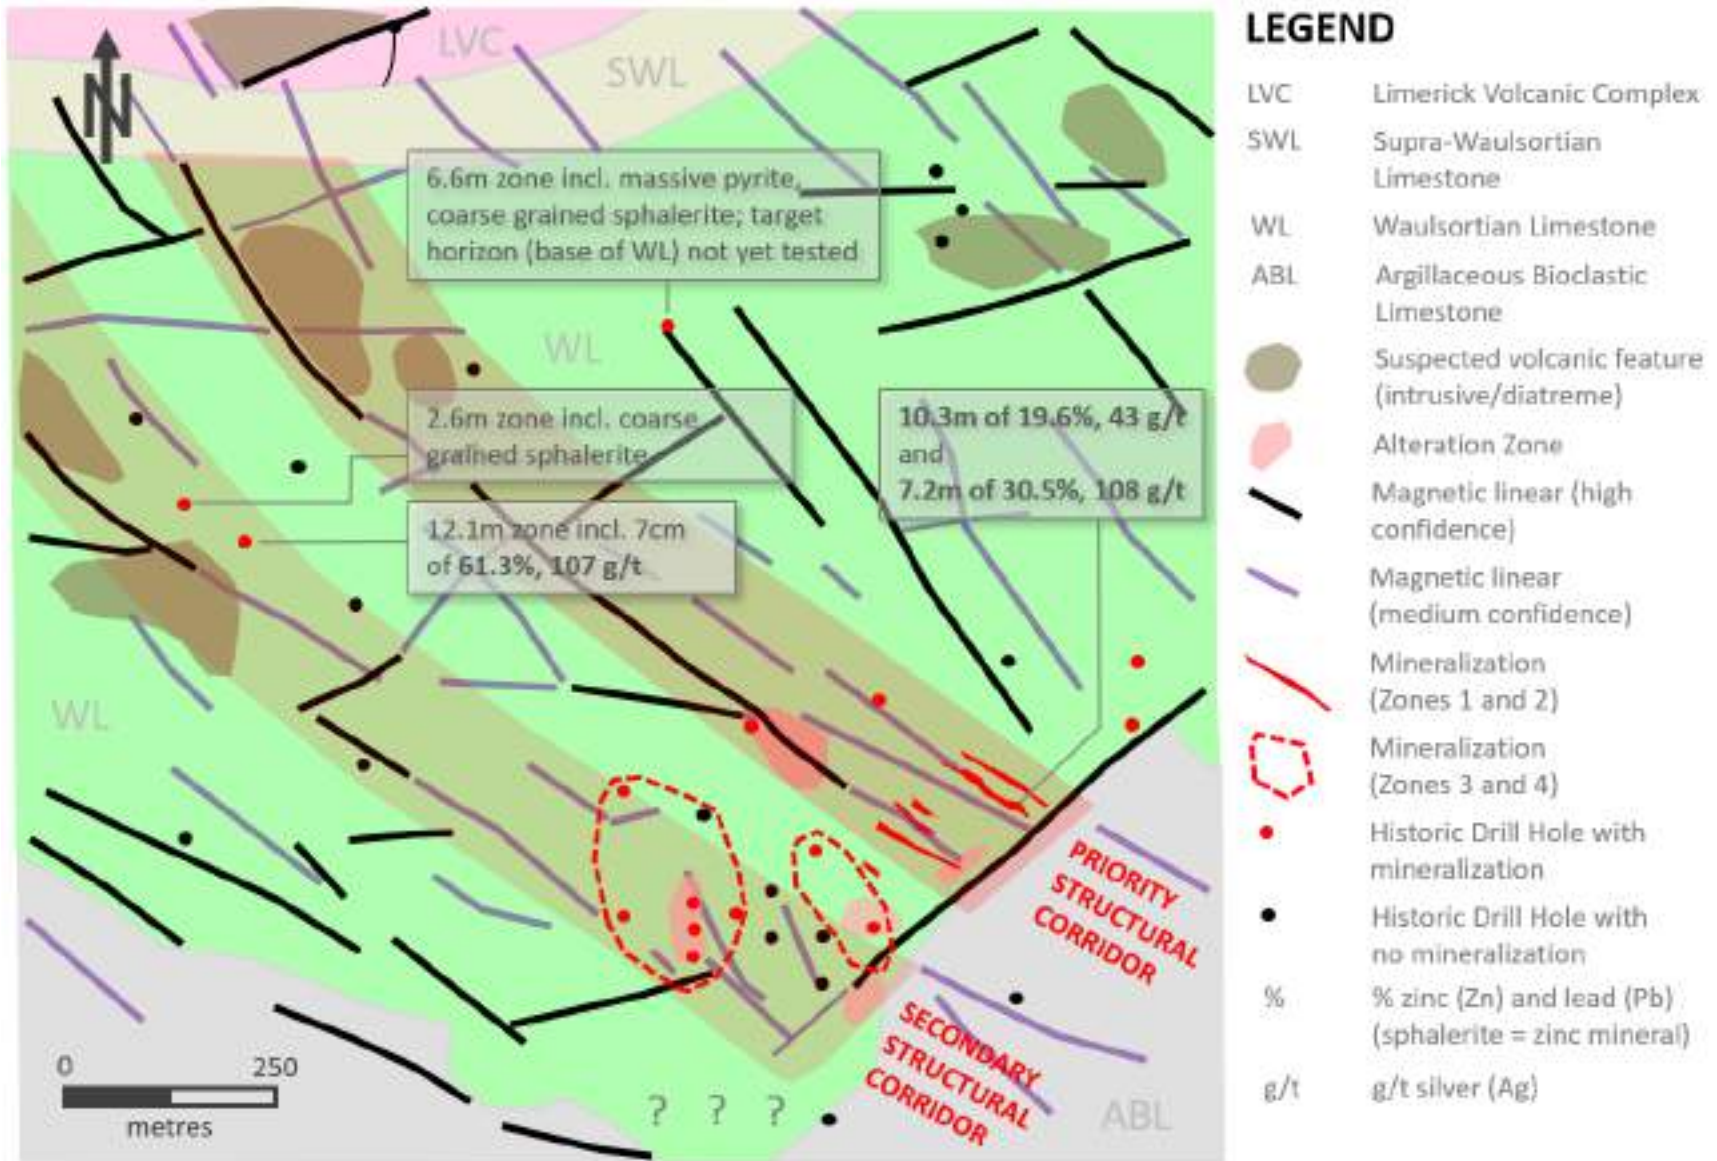 LVC
SWL
N
6.6m zone incl. massive pyrite,
coarse grained sphalerite; target
horizon (base of WL) not yet tested
WL
2.6m zone incl. coarse
grained sphalerite
10.3m of 19.6%, 43 g/t
and
7.2m of 30.5%, 108 g/t
12.1m zone incl. 7cm
of 61.3%, 107 g/t
WL
PRIORITY
STRUCTURAL
CORRIDOR
SECONDARY
STRUCTURAL
CORRIDOR
0 250
metres
? ? ?
ABL
LEGEND
LVC Limerick Volcanic Complex
SWL Supra-Waulsortian
Limestone
WL Waulsortian Limestone
ABL Argillaceous Bioclastic
Limestone
Suspected volcanic feature
(intrusive/diatreme)
Alteration Zone
Magnetic linear (high
confidence)
Magnetic linear
(medium confidence)
Mineralization
(Zones 1 and 2)
Mineralization
(Zones 3 and 4)
Historic Drill Hole with
mineralization
Historic Drill Hole with
no mineralization
% % zinc (Zn) and lead (Pb)
(sphalerite = zinc mineral)
g/t g/t silver (Ag)